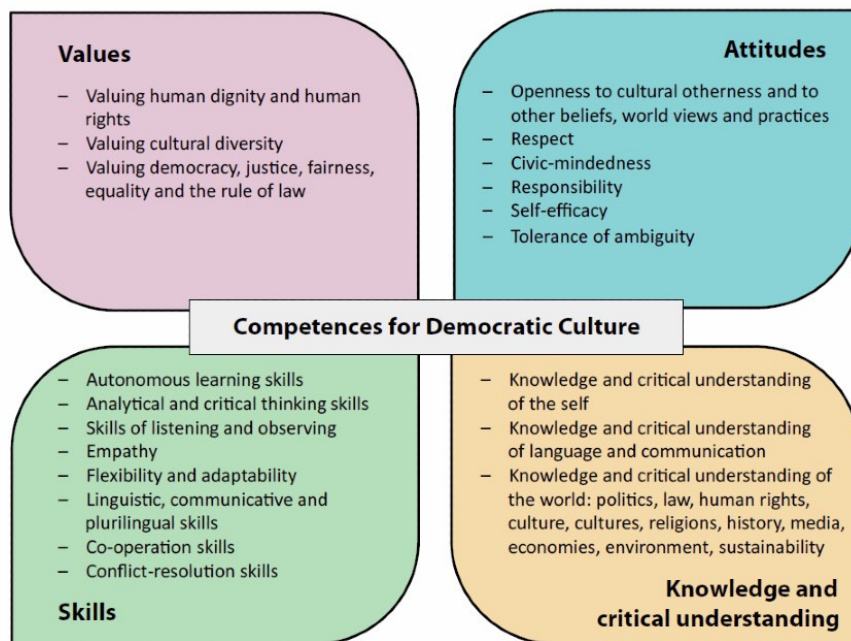 Values
– Valuing human dignity and human
rights
– Valuing cultural diversity
– Valuing democracy, justice, fairness,
equality and the rule of law
Attitudes
– Openness to cultural otherness and to
other beliefs, world views and practices
– Respect
– Civic-mindedness
– Responsibility
– Self-efficacy
– Tolerance of ambiguity
Competences for Democratic Culture
– Autonomous learning skills
– Analytical and critical thinking skills
– Skills of listening and observing
– Empathy
– Flexibility and adaptability
– Linguistic, communicative and
plurilingual skills
– Co-operation skills
– Conflict-resolution skills
Skills
– Knowledge and critical understanding
of the self
– Knowledge and critical understanding
of language and communication
– Knowledge and critical understanding of
the world: politics, law, human rights,
culture, cultures, religions, history, media,
economies, environment, sustainability
Knowledge and
critical understanding